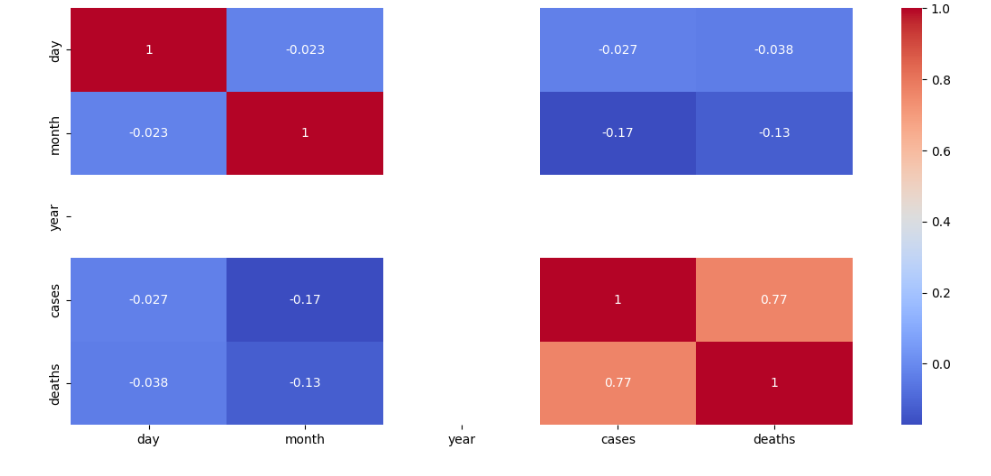 day 1 -0.023 -0.027 -0.038
month -0.023 1 -0.17 -0.13
year
cases -0.027 -0.17 1 0.77
deaths -0.038 -0.13 0.77 1
day month year cases deaths
1.0
0.8
0.6
0.4
0.2
0.0